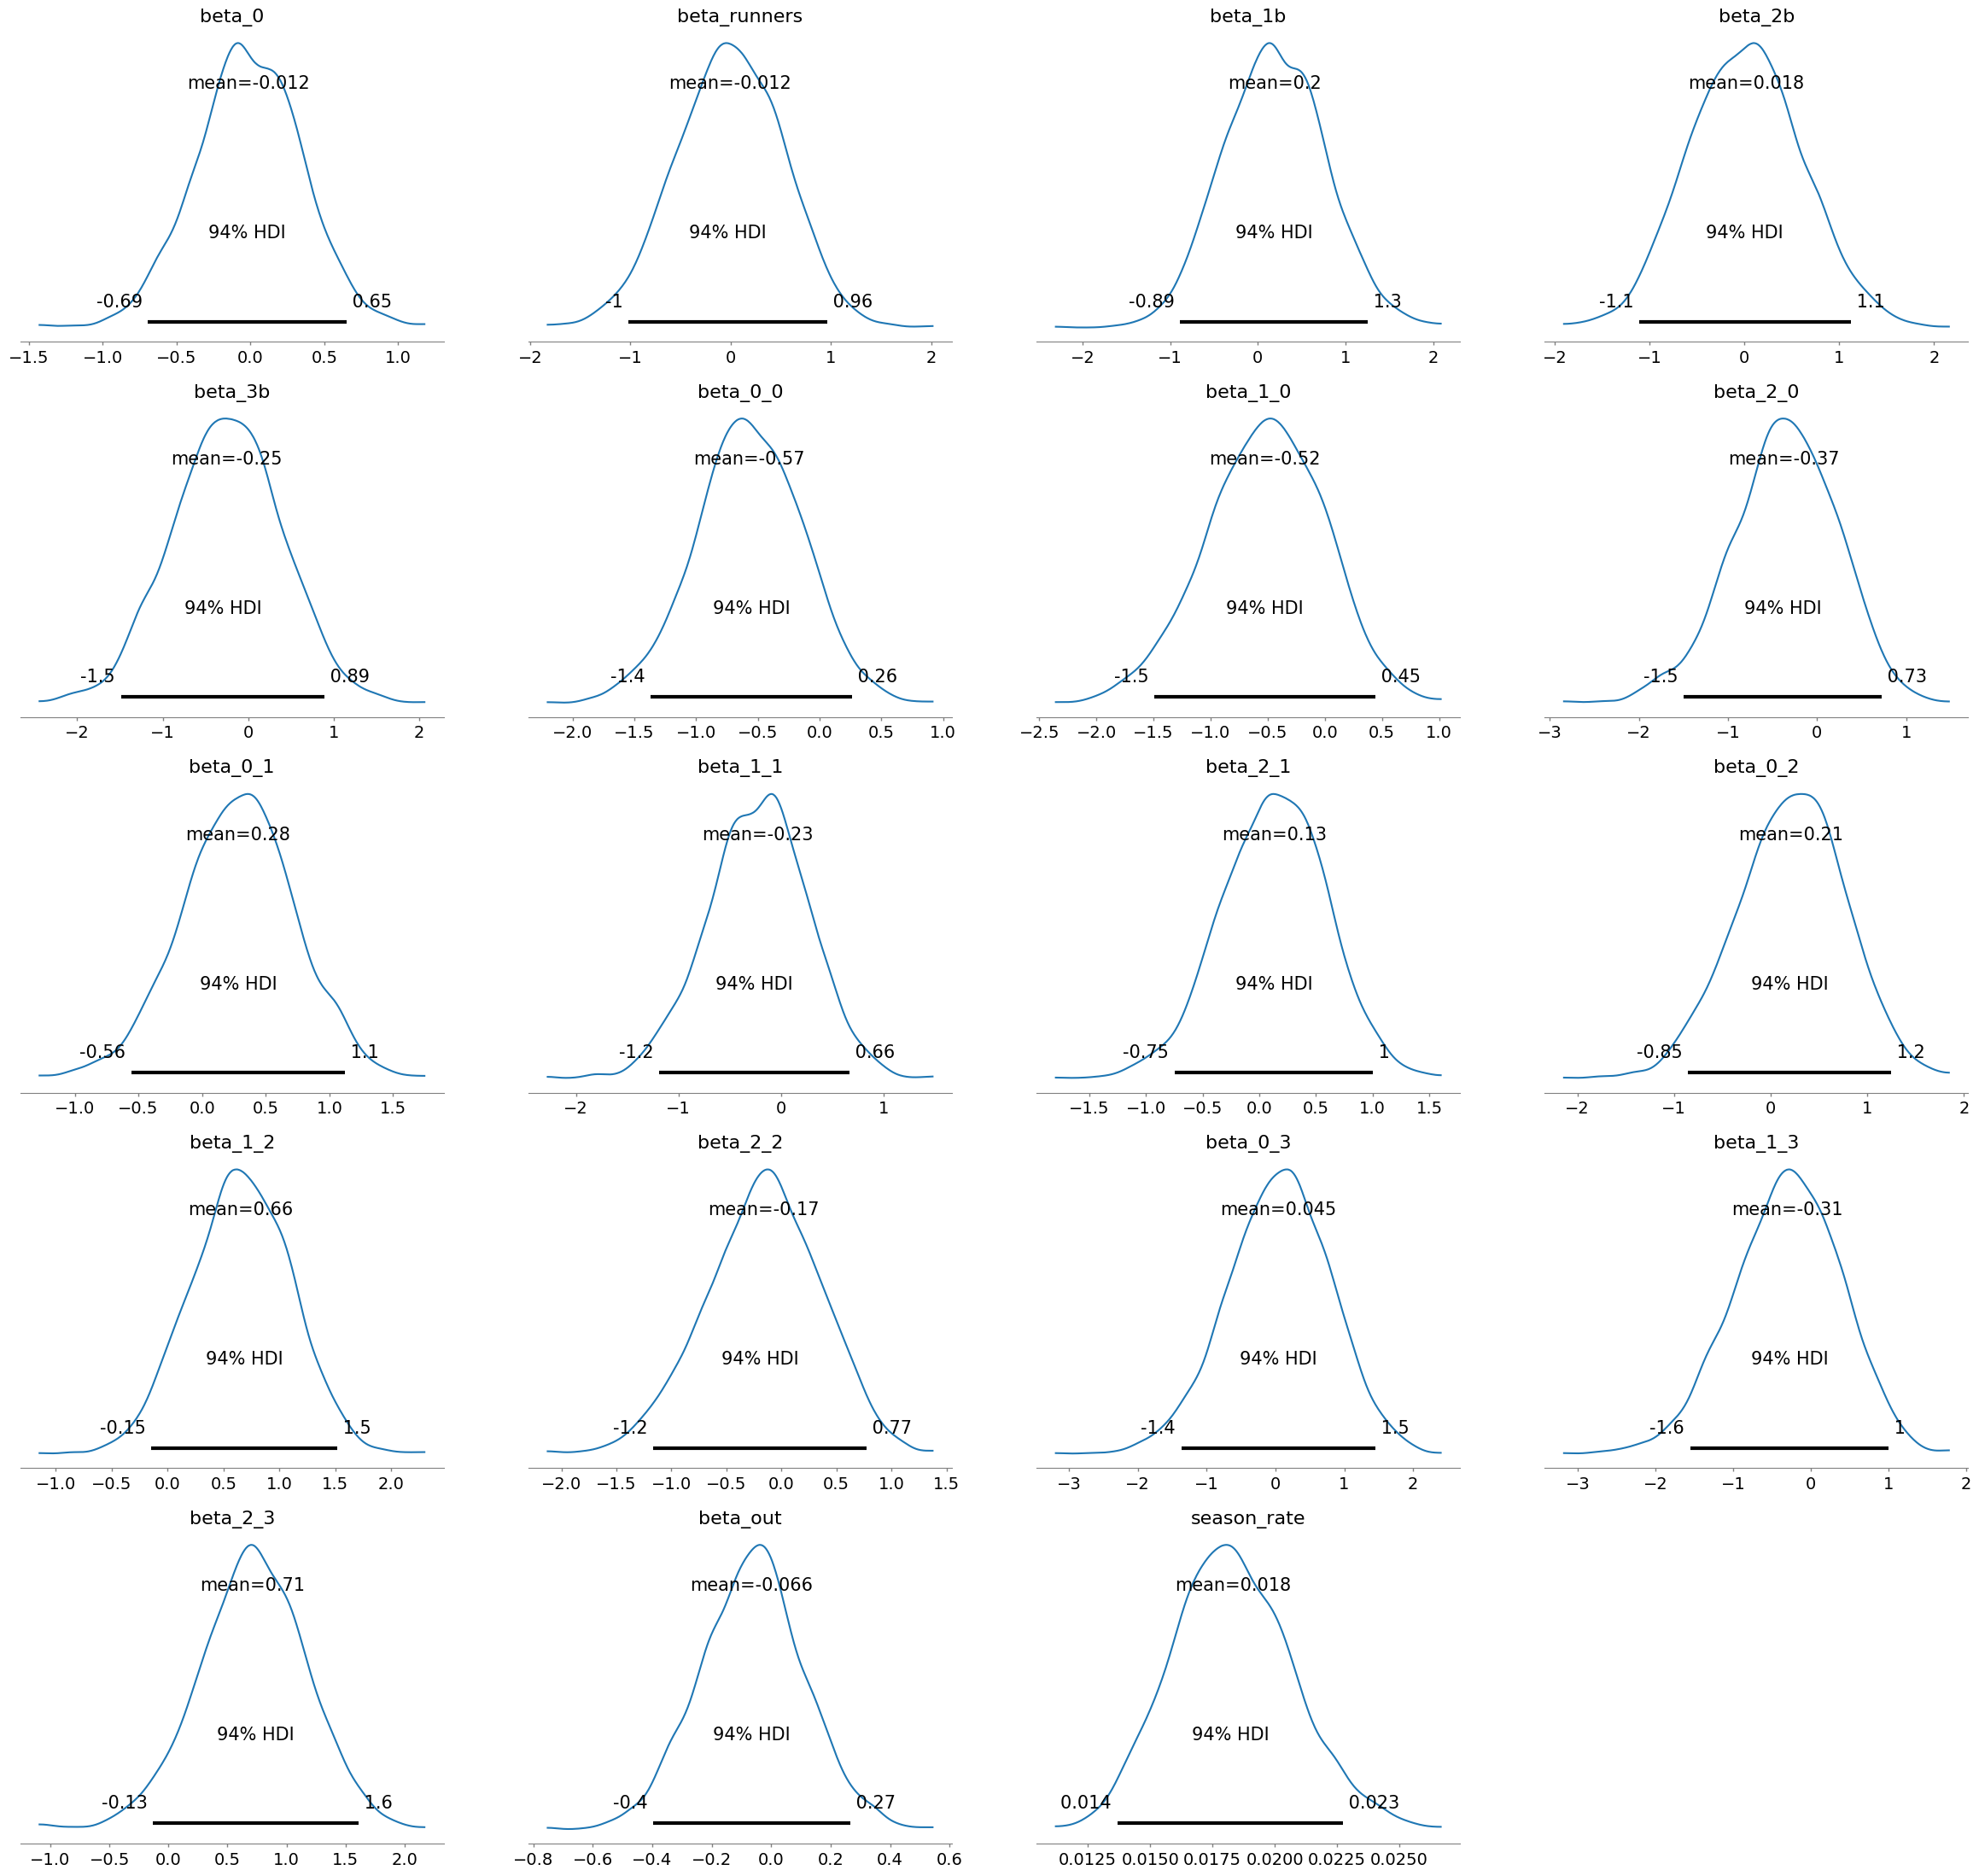 beta_0 beta_runners beta_1b beta_2b
mean=-0.012 mean=-0.012 mean=0.2 mean=0.018
94% HDI 94% HDI 94% HDI 94% HDI
-0.69 0.65 -1 0.96 -0.89 1.3 -1.1 1.1
−1.5 −1.0 −0.5 0.0 0.5 1.0 −2 −1 0 1 2 −2 −1 0 1 2 −2 −1 0 1 2
beta_3b beta_0_0 beta_1_0 beta_2_0
mean=-0.25 mean=-0.57 mean=-0.52 mean=-0.37
94% HDI 94% HDI 94% HDI 94% HDI
-1.5 0.89 -1.4 0.26 -1.5 0.45 -1.5 0.73
−2 −1 0 1 2 −2.0 −1.5 −1.0 −0.5 0.0 0.5 1.0 −2.5 −2.0 −1.5 −1.0 −0.5 0.0 0.5 1.0 −3 −2 −1 0 1
beta_0_1 beta_1_1 beta_2_1 beta_0_2
mean=0.28 mean=-0.23 mean=0.13 mean=0.21
94% HDI 94% HDI 94% HDI 94% HDI
-0.56 1.1 -1.2 0.66 -0.75 1 -0.85 1.2
−1.0 −0.5 0.0 0.5 1.0 1.5 −2 −1 0 1 −1.5 −1.0 −0.5 0.0 0.5 1.0 1.5 −2 −1 0 1 2
beta_1_2 beta_2_2 beta_0_3 beta_1_3
mean=0.66 mean=-0.17 mean=0.045 mean=-0.31
94% HDI 94% HDI 94% HDI 94% HDI
-0.15 1.5 -1.2 0.77 -1.4 1.5 -1.6 1
−1.0 −0.5 0.0 0.5 1.0 1.5 2.0 −2.0 −1.5 −1.0 −0.5 0.0 0.5 1.0 1.5 −3 −2 −1 0 1 2 −3 −2 −1 0 1 2
beta_2_3 beta_out season_rate
mean=0.71 mean=-0.066 mean=0.018
94% HDI 94% HDI 94% HDI
-0.13 1.6 -0.4 0.27 0.014 0.023
−1.0 −0.5 0.0 0.5 1.0 1.5 2.0 −0.8 −0.6 −0.4 −0.2 0.0 0.2 0.4 0.6 0.0125 0.0150 0.0175 0.0200 0.0225 0.0250